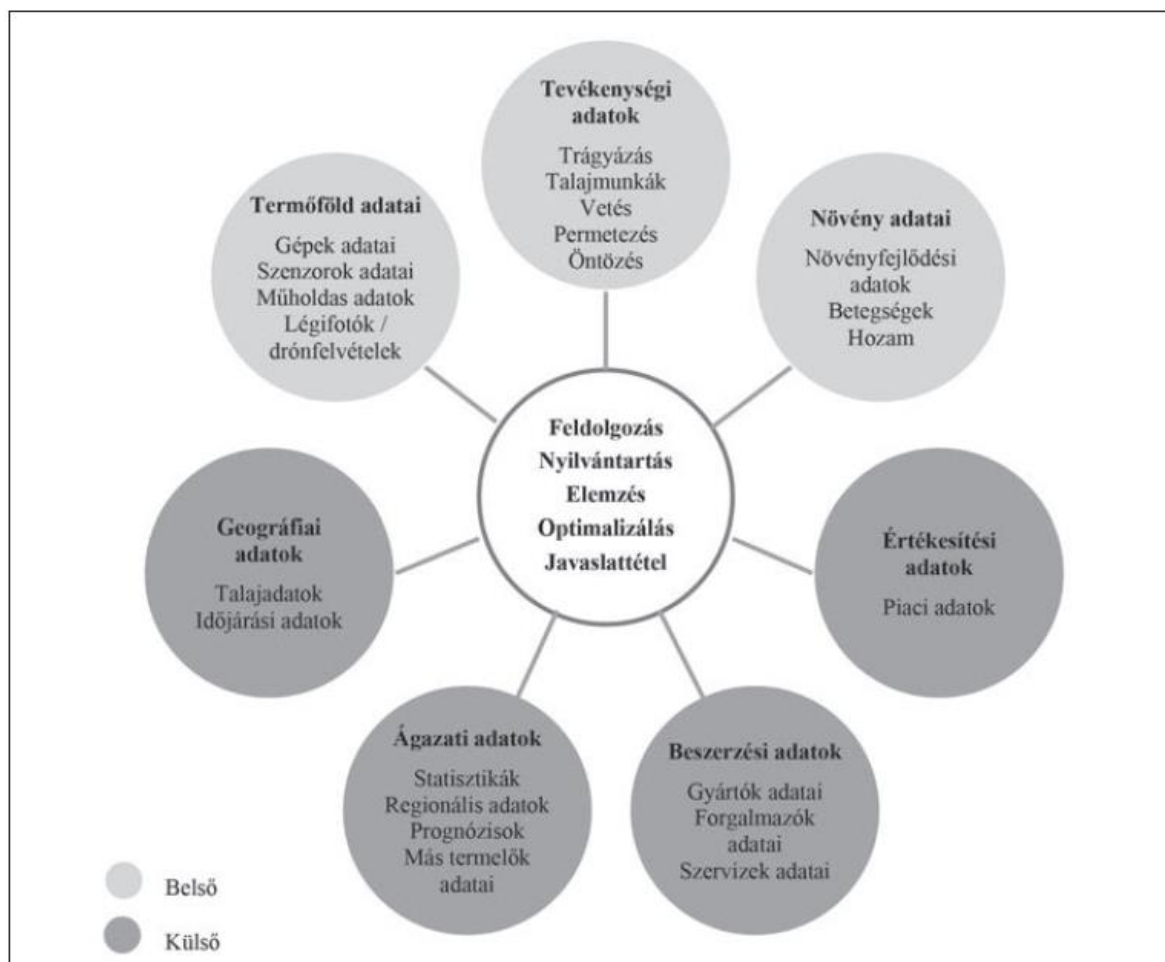 Tevékenységi
adatok
Trágyázás
Talajmunkák
Vetés
Permetezés
Öntözés
Termőföld adatai
Gépek adatai
Szenzorok adatai
Műholdas adatok
Légifotók /
drónfelvételek
Növény adatai
Növényfejlődési
adatok
Betegségek
Hozam
Feldolgozás
Nyilvántartás
Elemzés
Optimalizálás
Javaslattétel
Geográfiai
adatok
Talajadatok
Időjárási adatok
Értékesítési
adatok
Piaci adatok
Ágazati adatok
Statisztikák
Regionális adatok
Prognózisok
Más termelők
adatai
Beszerzési adatok
Gyártók adatai
Forgalmazók
adatai
Szervizek adatai
Belső
Külső